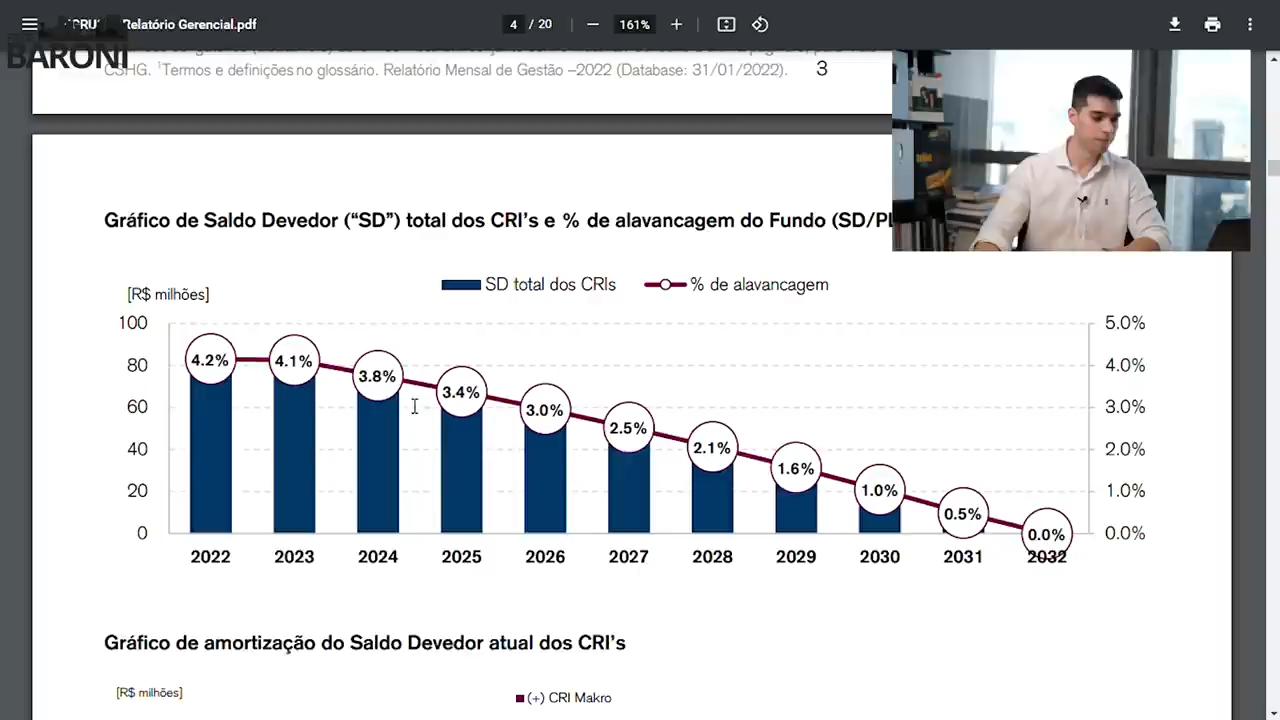 Relatório Gerencial.pdf
4 / 20
161%
BARONI
CSHG. ¹Termos e definições no glossário. Relatório Mensal de Gestão –2022 (Database: 31/01/2022).
3
Gráfico de Saldo Devedor (“SD”) total dos CRI’s e % de alavancagem do Fundo (SD/PL
SD total dos CRIs
% de alavancagem
[R$ milhões]
100
80
60
40
20
0
4.2%
4.1%
3.8%
3.4%
3.0%
2.5%
2.1%
1.6%
1.0%
0.5%
0.0%
5.0%
4.0%
3.0%
2.0%
1.0%
0.0%
2022 2023 2024 2025 2026 2027 2028 2029 2030 2031 2032
Gráfico de amortização do Saldo Devedor atual dos CRI’s
[R$ milhões]
(+) CRI Makro